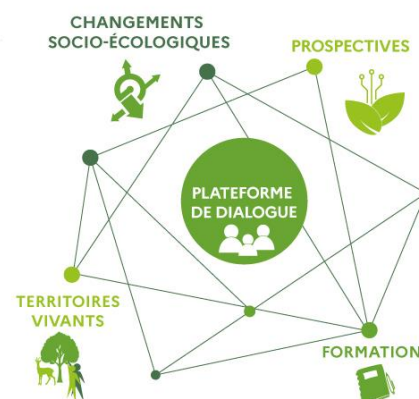 CHANGEMENTS
SOCIO-ÉCOLOGIQUES
PROSPECTIVES
PLATEFORME
DE DIALOGUE
TERRITOIRES
VIVANTS
FORMATION